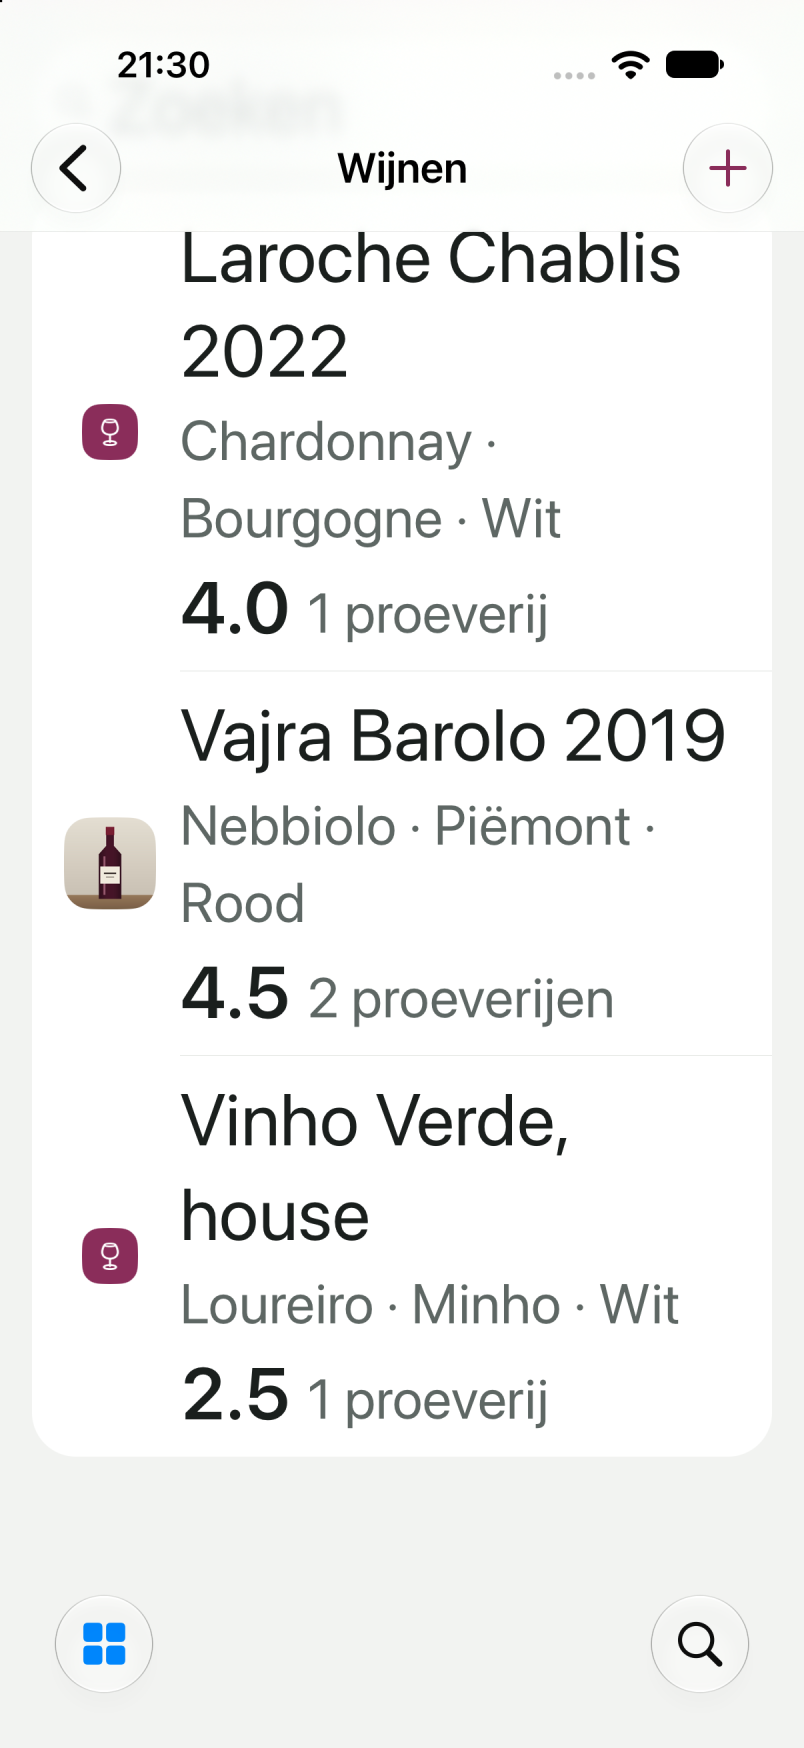 21:30
Zoeken
Wijnen
Laroche Chablis
2022
Chardonnay ·
Bourgogne · Wit
4.0 1 proeverij
Vajra Barolo 2019
Nebbiolo · Piëmont ·
Rood
4.5 2 proeverijen
Vinho Verde,
house
Loureiro · Minho · Wit
2.5 1 proeverij